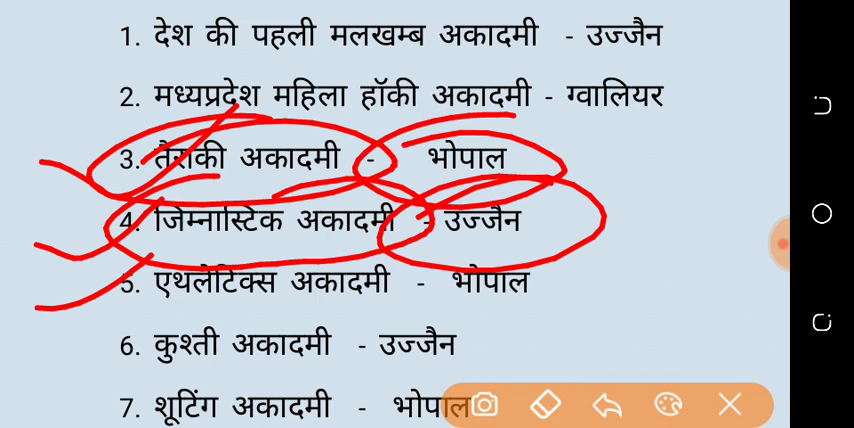 1. देश की पहली मलखम्ब अकादमी - उज्जैन
2. मध्यप्रदेश महिला हॉकी अकादमी - ग्वालियर
3. तैराकी अकादमी - भोपाल
4. जिम्नास्टिक अकादमी - उज्जैन
5. एथलेटिक्स अकादमी - भोपाल
6. कुश्ती अकादमी - उज्जैन
7. शूटिंग अकादमी - भोपाल